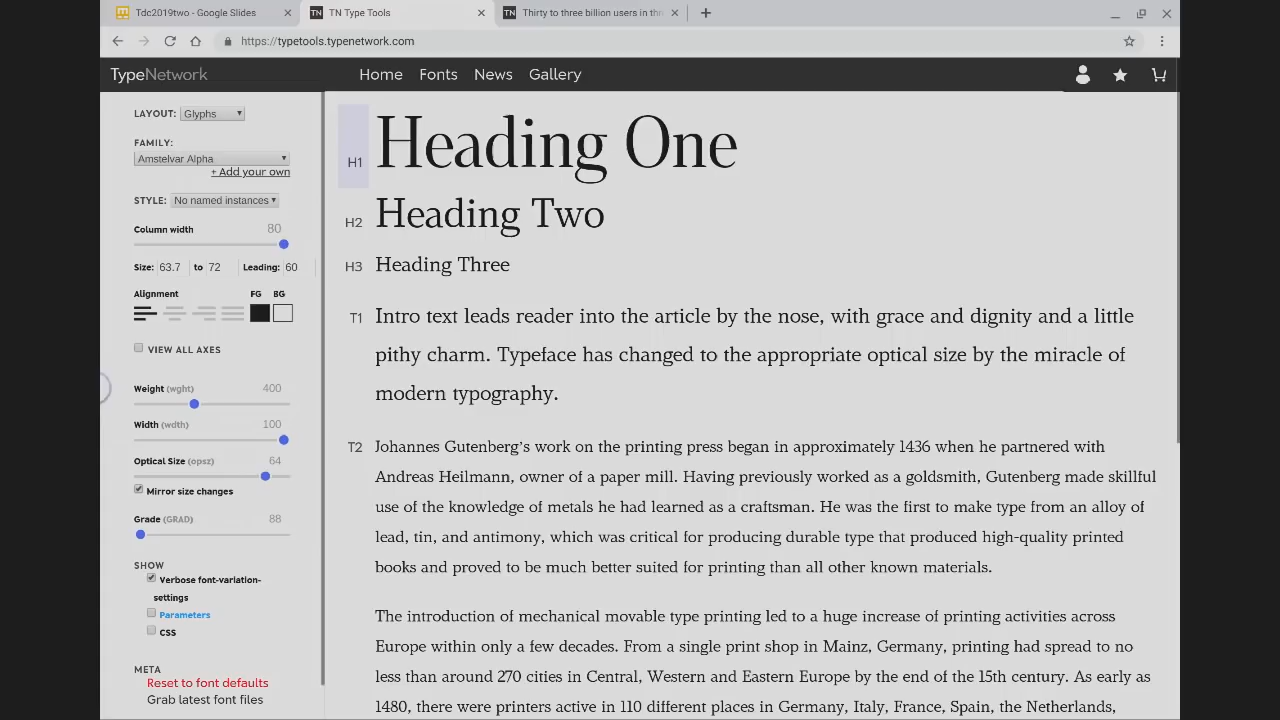 Tdc2019two - Google Slides
TN Type Tools
Thirty to three billion users in thr
https://typetools.typenetwork.com
TypeNetwork
Home Fonts News Gallery
LAYOUT: Glyphs
FAMILY:
Amstelvar Alpha
+ Add your own
STYLE: No named instances
Column width 80
Size: 63.7 to 72 Leading: 60
Alignment FG BG
VIEW ALL AXES
Weight (wght) 400
Width (wdth) 100
Optical Size (opsz) 64
Mirror size changes
Grade (GRAD) 88
SHOW
Verbose font-variation-
settings
Parameters
CSS
META
Reset to font defaults
Grab latest font files
H1 Heading One
H2 Heading Two
H3 Heading Three
T1 Intro text leads reader into the article by the nose, with grace and dignity and a little
pithy charm. Typeface has changed to the appropriate optical size by the miracle of
modern typography.
T2 Johannes Gutenberg's work on the printing press began in approximately 1436 when he partnered with
Andreas Heilmann, owner of a paper mill. Having previously worked as a goldsmith, Gutenberg made skillful
use of the knowledge of metals he had learned as a craftsman. He was the first to make type from an alloy of
lead, tin, and antimony, which was critical for producing durable type that produced high-quality printed
books and proved to be much better suited for printing than all other known materials.
The introduction of mechanical movable type printing led to a huge increase of printing activities across
Europe within only a few decades. From a single print shop in Mainz, Germany, printing had spread to no
less than around 270 cities in Central, Western and Eastern Europe by the end of the 15th century. As early as
1480, there were printers active in 110 different places in Germany, Italy, France, Spain, the Netherlands,